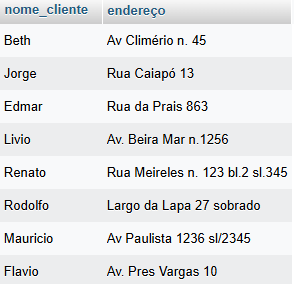 nome_cliente endereço
Beth Av Climério n. 45
Jorge Rua Caiapó 13
Edmar Rua da Prais 863
Livio Av. Beira Mar n.1256
Renato Rua Meireles n. 123 bl.2 sl.345
Rodolfo Largo da Lapa 27 sobrado
Mauricio Av Paulista 1236 sl/2345
Flavio Av. Pres Vargas 10